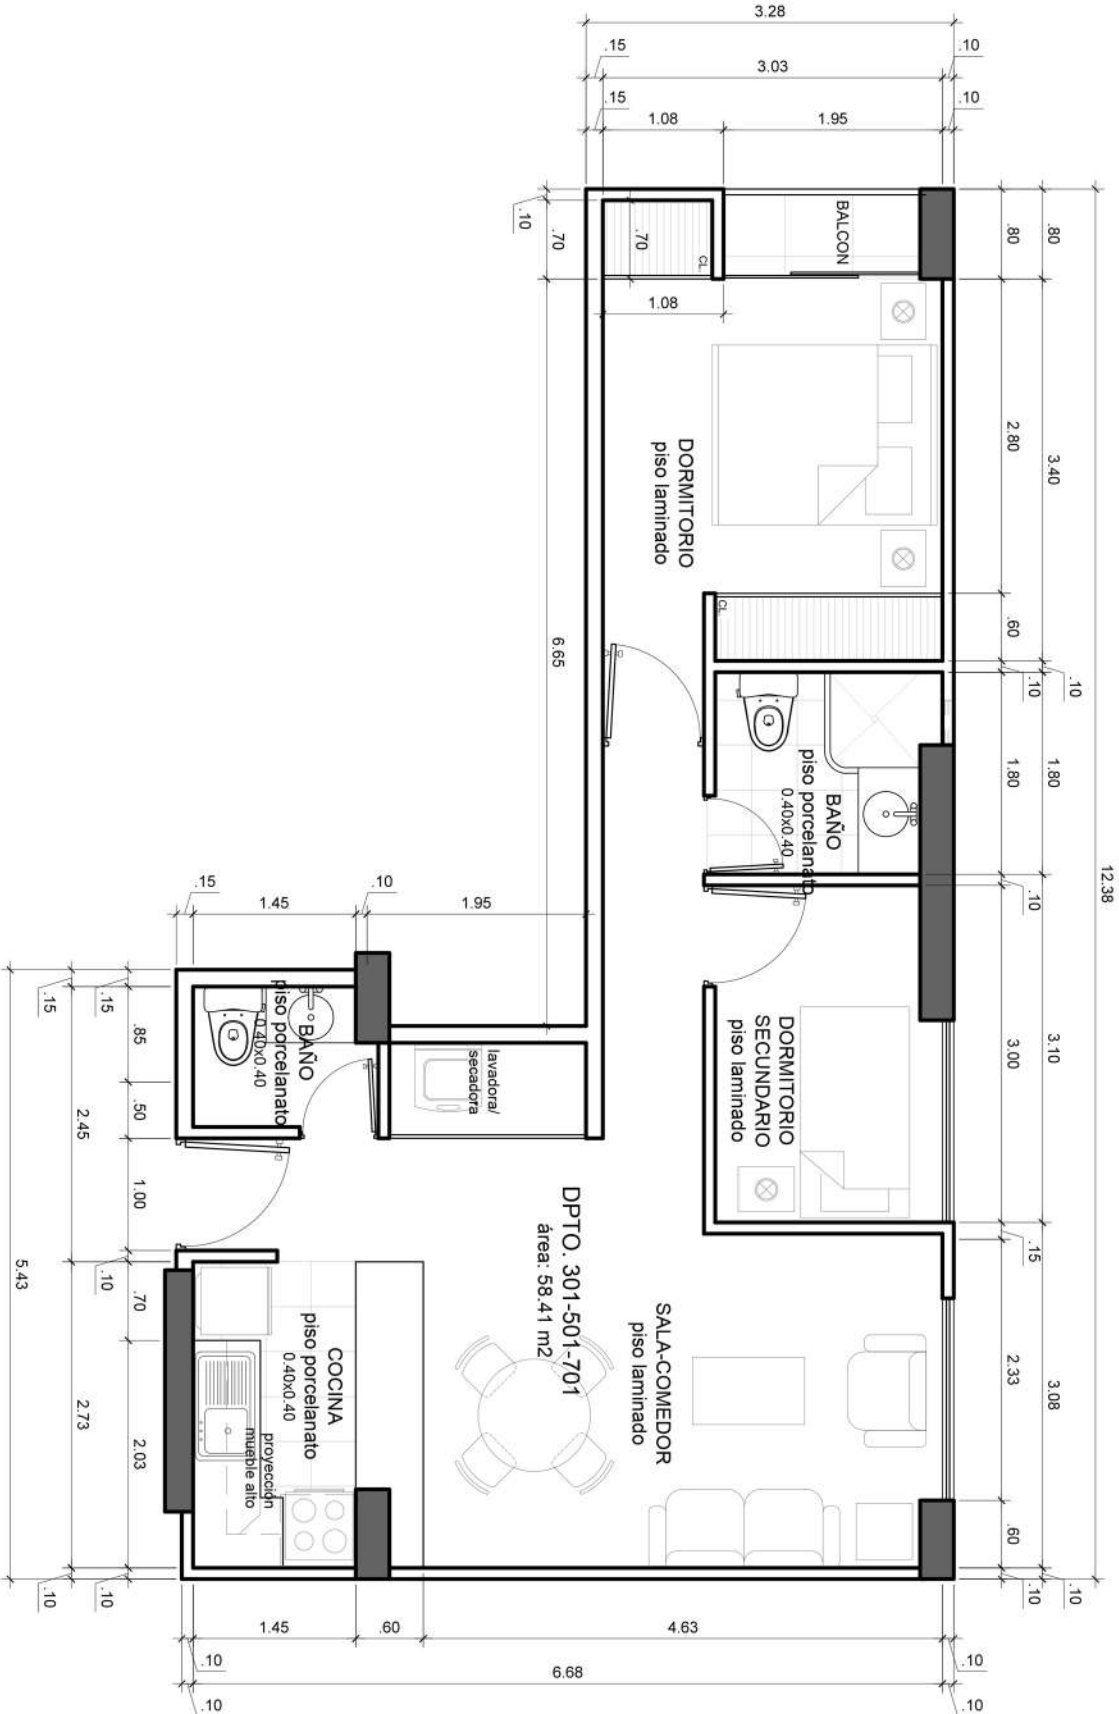 3.28
.15
3.03
.10
.15
1.08
1.95
.10
.10
.70
.70
CL.
BALCON
.80
.80
1.08
12.38
DORMITORIO
piso laminado
2.80
3.40
CL.
.60
.10
.10
6.65
BAÑO
piso porcelanato
0.40x0.40
1.80
1.80
.10
.15
1.45
.10
1.95
DORMITORIO
SECUNDARIO
piso laminado
3.00
3.10
.15
.15
.85
.50
2.45
BAÑO
piso porcelanato
0.40x0.40
lavadora/
secadora
1.00
.10
5.43
DPTO. 301-501-701
área: 58.41 m2
.15
SALA-COMEDOR
piso laminado
2.33
3.08
COCINA
piso porcelanato
0.40x0.40
.70
2.73
2.03
proyección
mueble alto
.60
.10
.10
.10
.10
1.45
.60
4.63
.10
.10
6.68
.10
.10